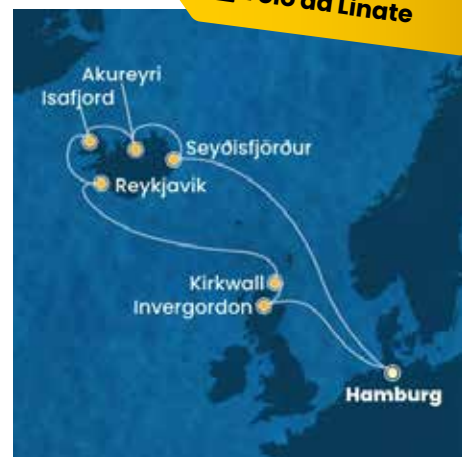 da Linate
Akureyri
Isafjord
Seyðisfjörður
Reykjavik
Kirkwall
Invergordon
Hamburg